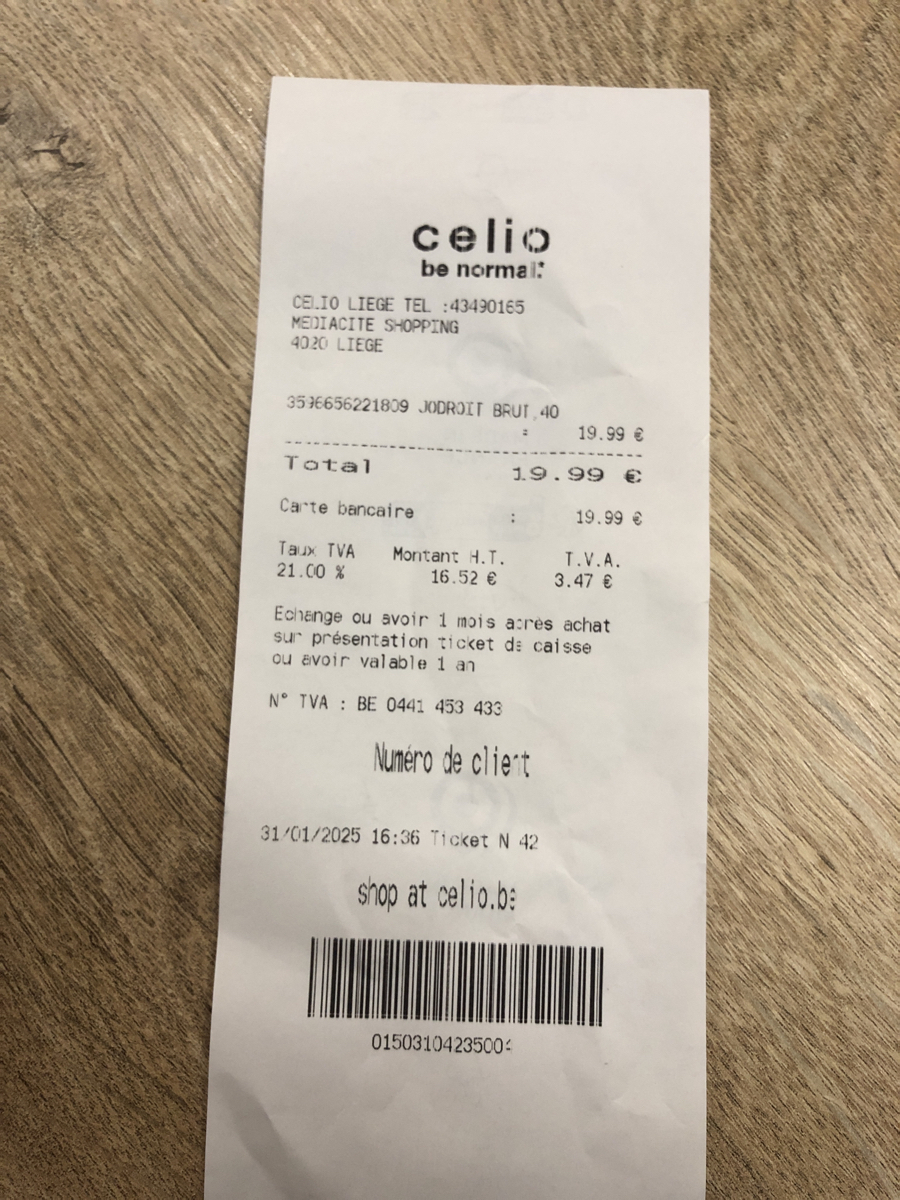 celio
be normal*
CELIO LIEGE TEL :43490165
MEDIACITE SHOPPING
4020 LIEGE
3596656221809 JODROIT BRUT 40
: 19.99 €
Total 19.99 €
Carte bancaire : 19.99 €
Taux TVA Montant H.T. T.V.A.
21.00 % 16.52 € 3.47 €
Echange ou avoir 1 mois après achat
sur présentation ticket de caisse
ou avoir valable 1 an
N° TVA : BE 0441 453 433
Numéro de client
31/01/2025 16:36 Ticket N 42
shop at celio.be